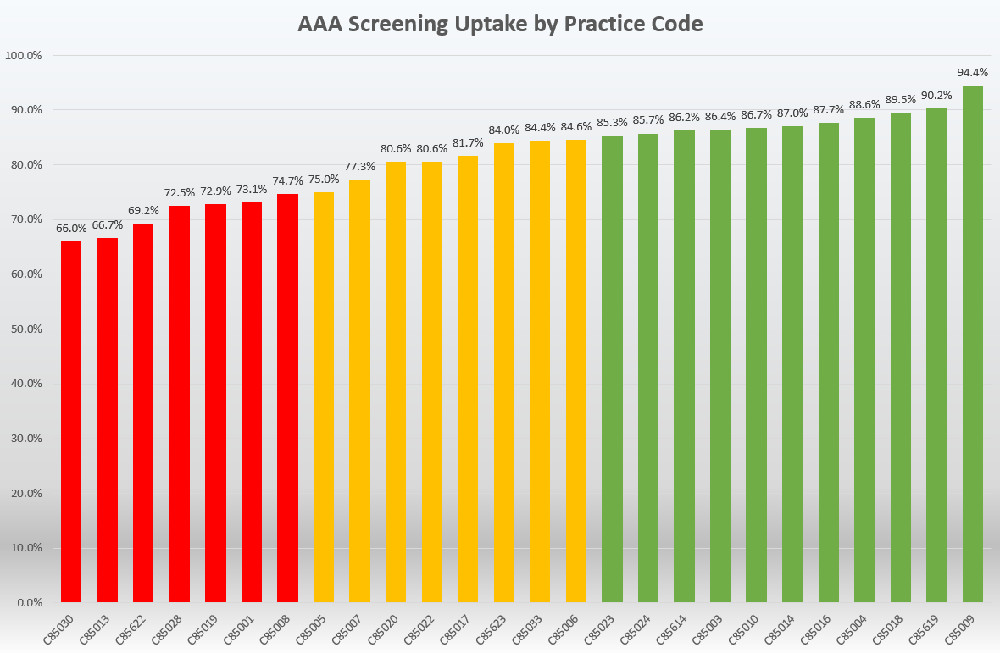 AAA Screening Uptake by Practice Code
100.0%
90.0%
80.0%
70.0%
60.0%
50.0%
40.0%
30.0%
20.0%
10.0%
0.0%
66.0%
66.7%
69.2%
72.5%
72.9%
73.1%
74.7%
75.0%
77.3%
80.6%
80.6%
81.7%
84.0%
84.4%
84.6%
85.3%
85.7%
86.2%
86.4%
86.7%
87.0%
87.7%
88.6%
89.5%
90.2%
94.4%
C85030
C85013
C85622
C85028
C85019
C85001
C85008
C85005
C85007
C85020
C85022
C85017
C85623
C85033
C85006
C85023
C85024
C85614
C85003
C85010
C85014
C85016
C85004
C85018
C85619
C85009